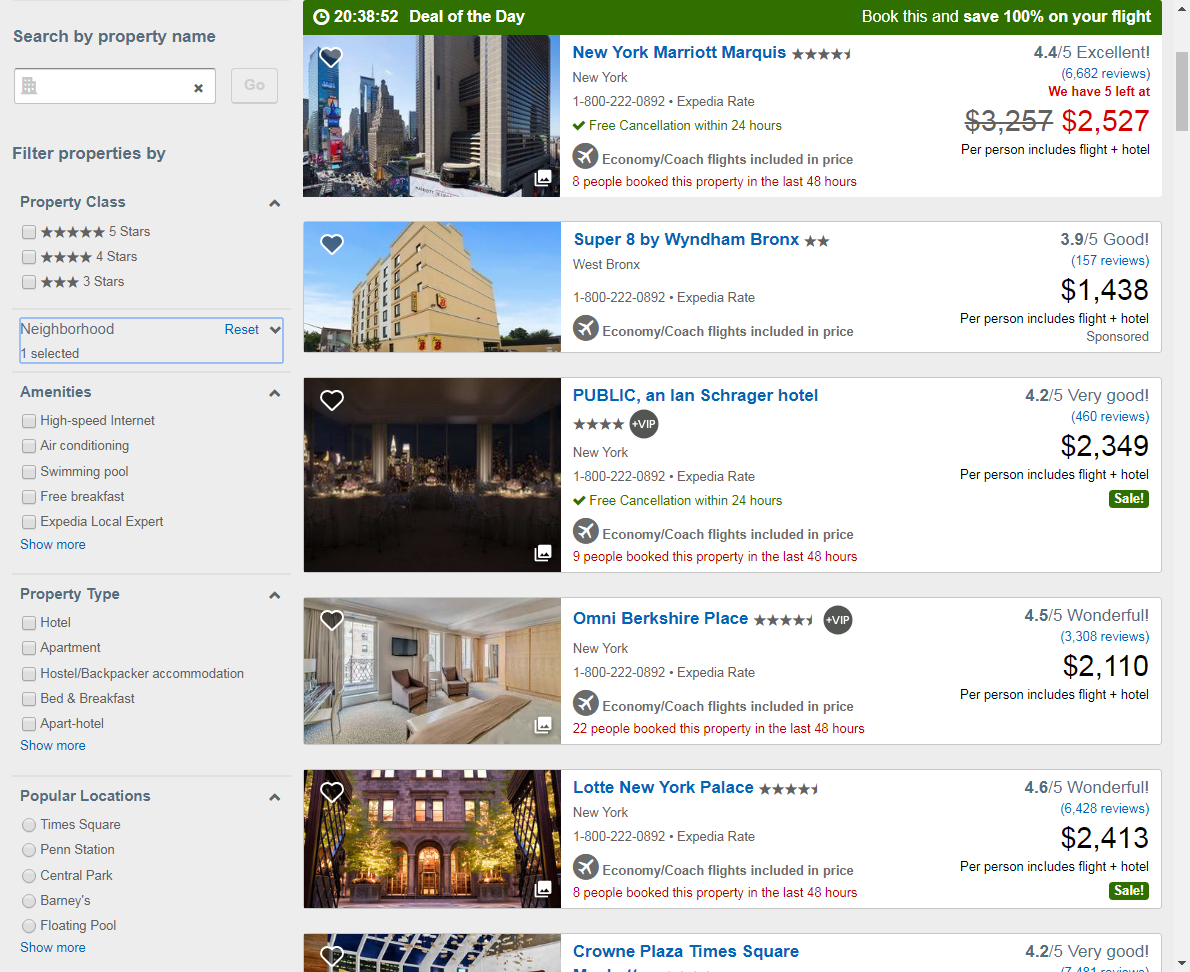 Search by property name
Go
Filter properties by
Property Class
5 Stars
4 Stars
3 Stars
Neighborhood Reset
1 selected
Amenities
High-speed Internet
Air conditioning
Swimming pool
Free breakfast
Expedia Local Expert
Show more
Property Type
Hotel
Apartment
Hostel/Backpacker accommodation
Bed & Breakfast
Apart-hotel
Show more
Popular Locations
Times Square
Penn Station
Central Park
Barney's
Floating Pool
Show more
20:38:52 Deal of the Day Book this and save 100% on your flight
New York Marriott Marquis
4.4/5 Excellent!
New York
(6,682 reviews)
We have 5 left at
1-800-222-0892 • Expedia Rate
$3,257 $2,527
Free Cancellation within 24 hours
Per person includes flight + hotel
Economy/Coach flights included in price
8 people booked this property in the last 48 hours
Super 8 by Wyndham Bronx
3.9/5 Good!
West Bronx
(157 reviews)
$1,438
1-800-222-0892 • Expedia Rate
Per person includes flight + hotel
Economy/Coach flights included in price
Sponsored
PUBLIC, an Ian Schrager hotel
4.2/5 Very good!
+VIP
(460 reviews)
New York
$2,349
1-800-222-0892 • Expedia Rate
Per person includes flight + hotel
Free Cancellation within 24 hours
Sale!
Economy/Coach flights included in price
9 people booked this property in the last 48 hours
Omni Berkshire Place +VIP
4.5/5 Wonderful!
(3,308 reviews)
New York
$2,110
1-800-222-0892 • Expedia Rate
Per person includes flight + hotel
Economy/Coach flights included in price
22 people booked this property in the last 48 hours
Lotte New York Palace
4.6/5 Wonderful!
New York
(6,428 reviews)
$2,413
1-800-222-0892 • Expedia Rate
Per person includes flight + hotel
Economy/Coach flights included in price
Sale!
8 people booked this property in the last 48 hours
Crowne Plaza Times Square
4.2/5 Very good!